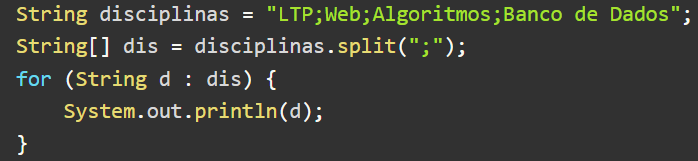 String disciplinas = "LTP;Web;Algoritmos;Banco de Dados";
String[] dis = disciplinas.split(";");
for (String d : dis) {
    System.out.println(d);
}